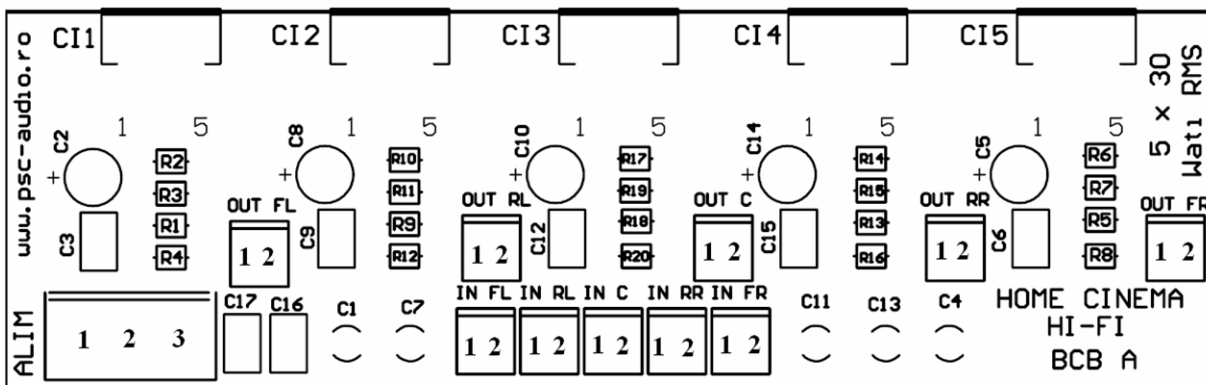 www.psc-audio.ro
CI1 CI2 CI3 CI4 CI5
5 x 30
Wati RMS
1 5 1 5 1 5 1 5 1 5
C2 C8 C10 C14 C5
+ + + + +
R2 R10 R17 R14 R6
R3 R11 R19 R15 R7
R1 R9 R18 R13 R5
R4 R12 R20 R16 R8
C3 C9 C12 C15 C6
OUT FL OUT RL OUT C OUT RR OUT FR
1 2 1 2 1 2 1 2 1 2
ALIM
1 2 3
C17 C16 C1 C7
IN FL IN RL IN C IN RR IN FR
1 2 1 2 1 2 1 2 1 2
C11 C13 C4
HOME CINEMA
HI-FI
BCB A